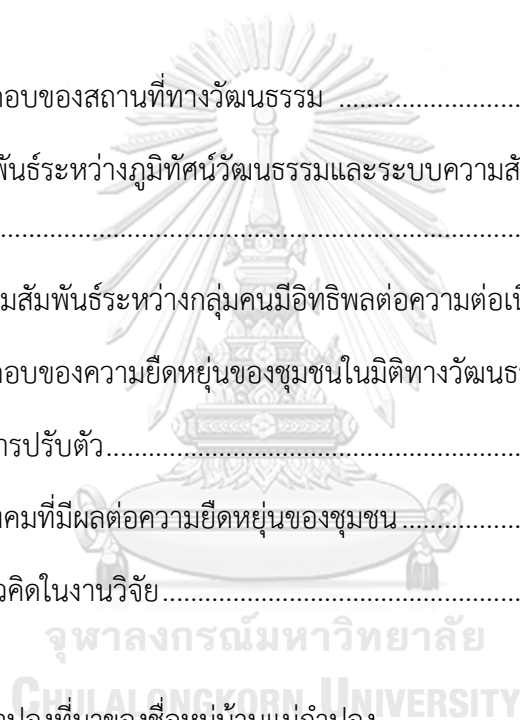 อบของสถานที่ทางวัฒนธรรม ........................
พันธ์ระหว่างภูมิทัศน์วัฒนธรรมและระบบความสั
................................................................
มสัมพันธ์ระหว่างกลุ่มคนมีอิทธิพลต่อความต่อเนื
อบของความยืดหยุ่นของชุมชนในมิติทางวัฒนธ
ารปรับตัว......................................................
งคมที่มีผลต่อความยืดหยุ่นของชุมชน...............
วคิดในงานวิจัย..............................................
จุฬาลงกรณ์มหาวิทยาลัย
CHULALONGKORN UNIVERSITY